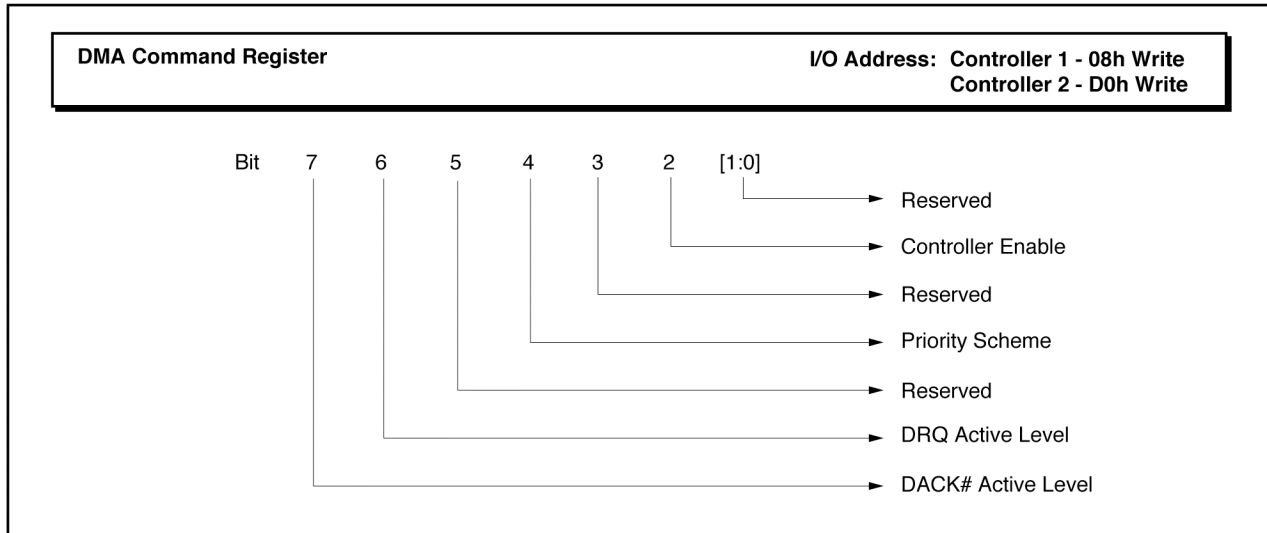 DMA Command Register
I/O Address: Controller 1 - 08h Write
Controller 2 - D0h Write
Bit 7 6 5 4 3 2 [1:0]
Reserved
Controller Enable
Reserved
Priority Scheme
Reserved
DRQ Active Level
DACK# Active Level